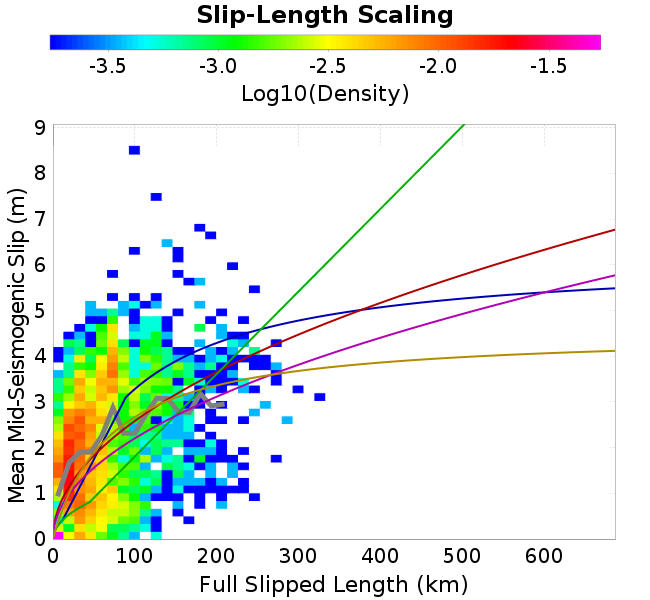 Slip-Length Scaling
-3.5 -3.0 -2.5 -2.0 -1.5
Log10(Density)
9
8
7
6
5
4
3
2
1
0
Mean Mid-Seismogenic Slip (m)
0 100 200 300 400 500 600
Full Slipped Length (km)